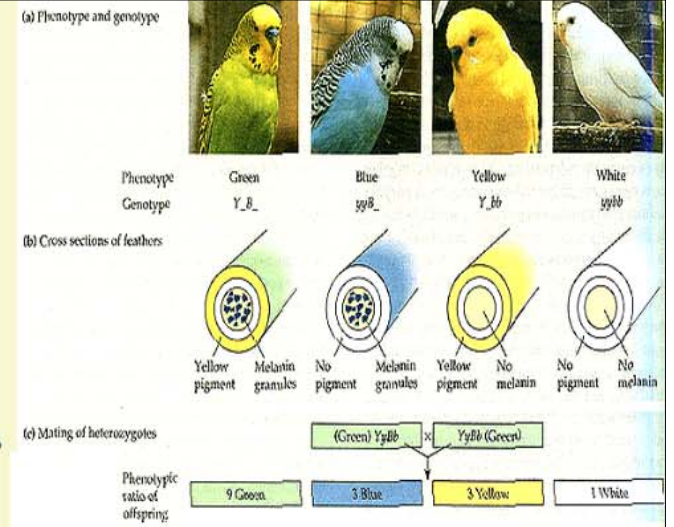 (a) Phenotype and genotype
Phenotype Green Blue Yellow White
Genotype Y_B_ yyB_ Y_bb yybb
(b) Cross sections of feathers
Yellow Melanin No Melanin Yellow No No No
pigment granules pigment granules pigment melanin pigment melanin
(c) Mating of heterozygotes
(Green) YyBb x YyBb (Green)
Phenotypic
ratio of
offspring
9 Green 3 Blue 3 Yellow 1 White